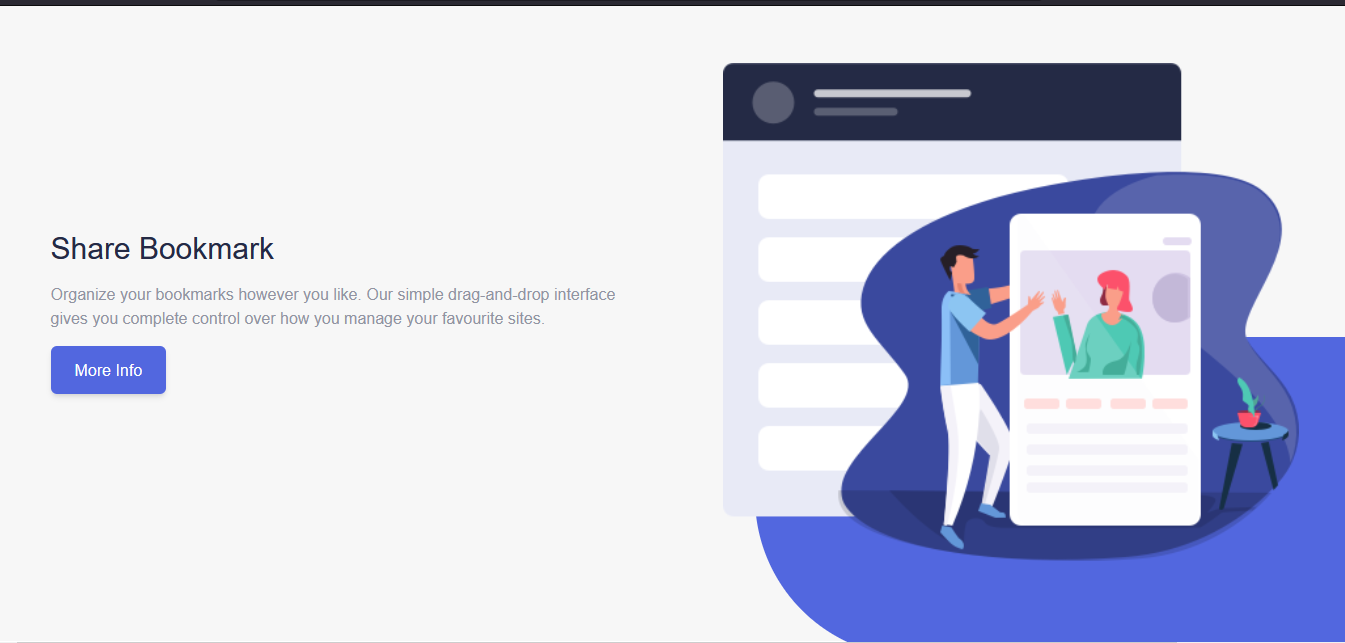 Share Bookmark
Organize your bookmarks however you like. Our simple drag-and-drop interface
gives you complete control over how you manage your favourite sites.
More Info